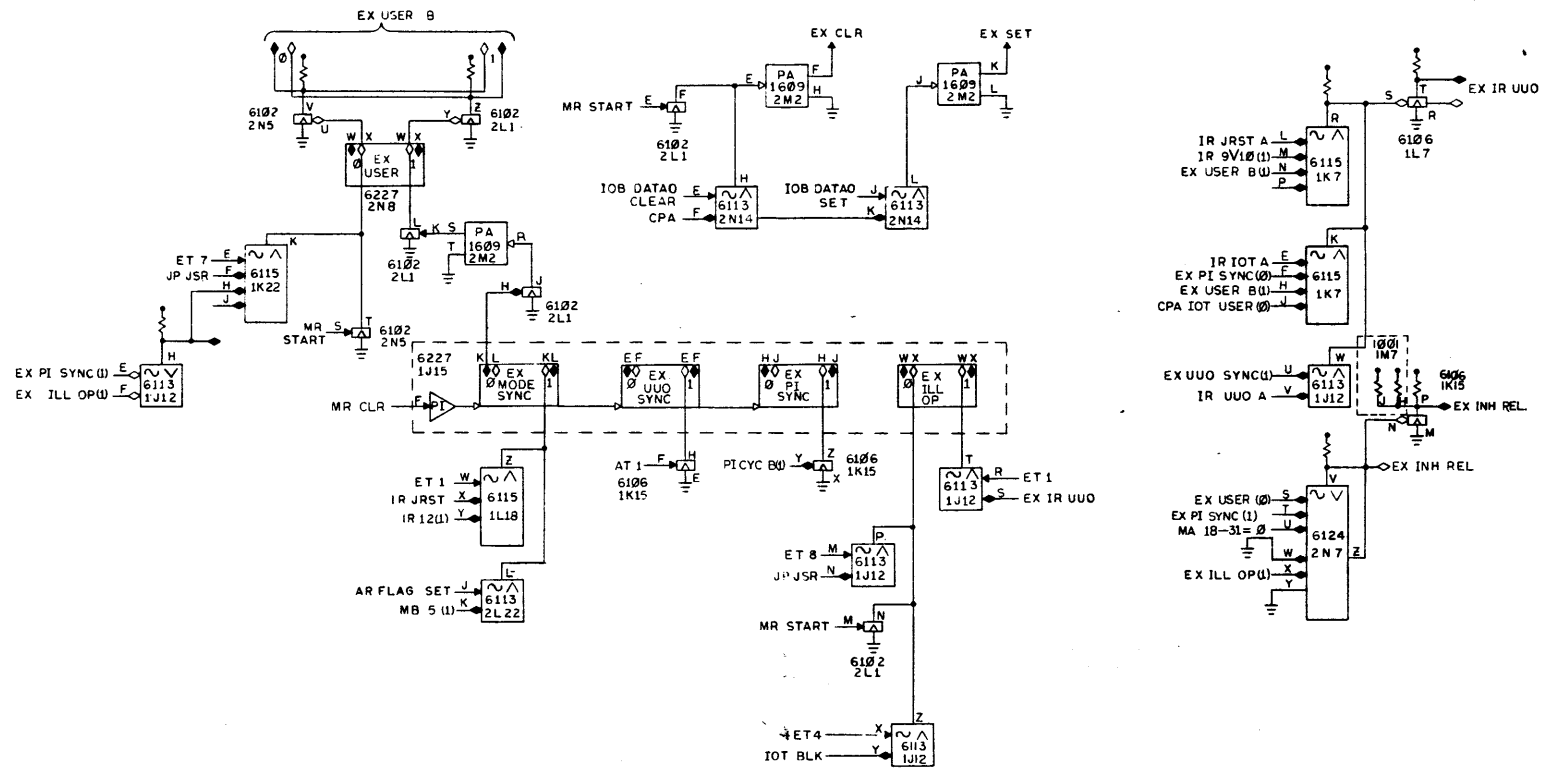 EX USER B
Ø 1
V
U
6102
2N5
Y
Z
6102
2L1
W X W X
Ø 1
EX
USER
6227
2N8
EX CLR
EX SET
MR START
E
F
6102
2L1
E
PA
1609
2M2
F
H
J
PA
1609
2M2
K
L
IOB DATAO
CLEAR
CPA
E
F
H
6113
2N14
IOB DATAO
SET
J
K
L
6113
2N14
ET 7
JP JSR
E
F
H
J
K
6115
1K22
L
K
6102
2L1
S
T
PA
1609
2M2
R
H
J
6102
2L1
MR
START
S
T
6102
2N5
EX PI SYNC(1)
EX ILL OP(1)
E
F
H
6113
1J12
6227
1J15
MR CLR
F
PI
K L K L
Ø 1
EX
MODE
SYNC
E F E F
Ø 1
EX
UUO
SYNC
H J H J
Ø 1
EX
PI
SYNC
W X W X
Ø 1
EX
ILL
OP
ET 1
IR JRST
IR 12(1)
W
X
Y
Z
6115
1L18
AR FLAG SET
MB 5 (1)
J
K
L
6113
2L22
AT 1
F
H
E
6106
1K15
PI CYC B(1)
Y
Z
X
6106
1K15
T
6113
1J12
R
S
ET 1
EX IR UUO
ET 8
JP JSR
M
N
P
6113
1J12
MR START
M
N
6102
2L1
ET4
IOT BLK
X
Y
Z
6113
1J12
IR JRST A
IR 9V10(1)
EX USER B(1)
L
M
N
P
R
6115
1K7
S
T
R
6106
1L7
EX IR UUO
IR IOT A
EX PI SYNC(Ø)
EX USER B(1)
CPA IOT USER(Ø)
E
F
H
J
K
6115
1K7
EX UUO SYNC(1)
IR UUO A
U
V
W
6113
1J12
1001
1M7
J H P
6106
1K15
N
M
EX INH REL.
EX INH REL
EX USER (Ø)
EX PI SYNC (1)
MA 18-31= Ø
EX ILL OP(1)
S
T
U
W
X
Y
V
Z
6124
2N7